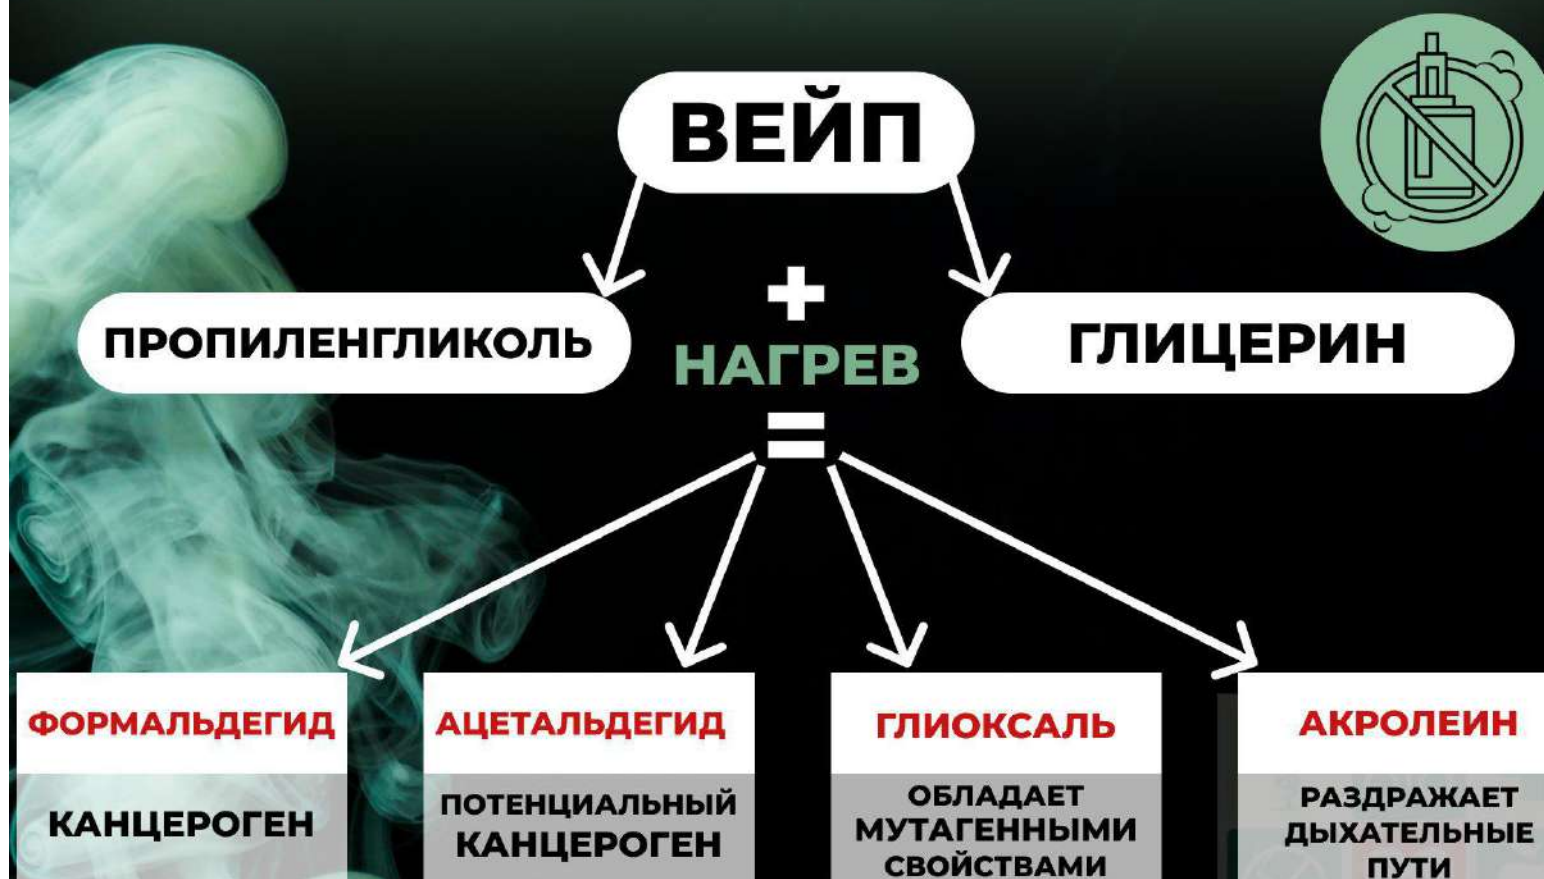 ВЕЙП
ПРОПИЛЕНГЛИКОЛЬ
+
НАГРЕВ
=
ГЛИЦЕРИН
ФОРМАЛЬДЕГИД
КАНЦЕРОГЕН
АЦЕТАЛЬДЕГИД
ПОТЕНЦИАЛЬНЫЙ
КАНЦЕРОГЕН
ГЛИОКСАЛЬ
ОБЛАДАЕТ
МУТАГЕННЫМИ
СВОЙСТВАМИ
АКРОЛЕИН
РАЗДРАЖАЕТ
ДЫХАТЕЛЬНЫЕ
ПУТИ